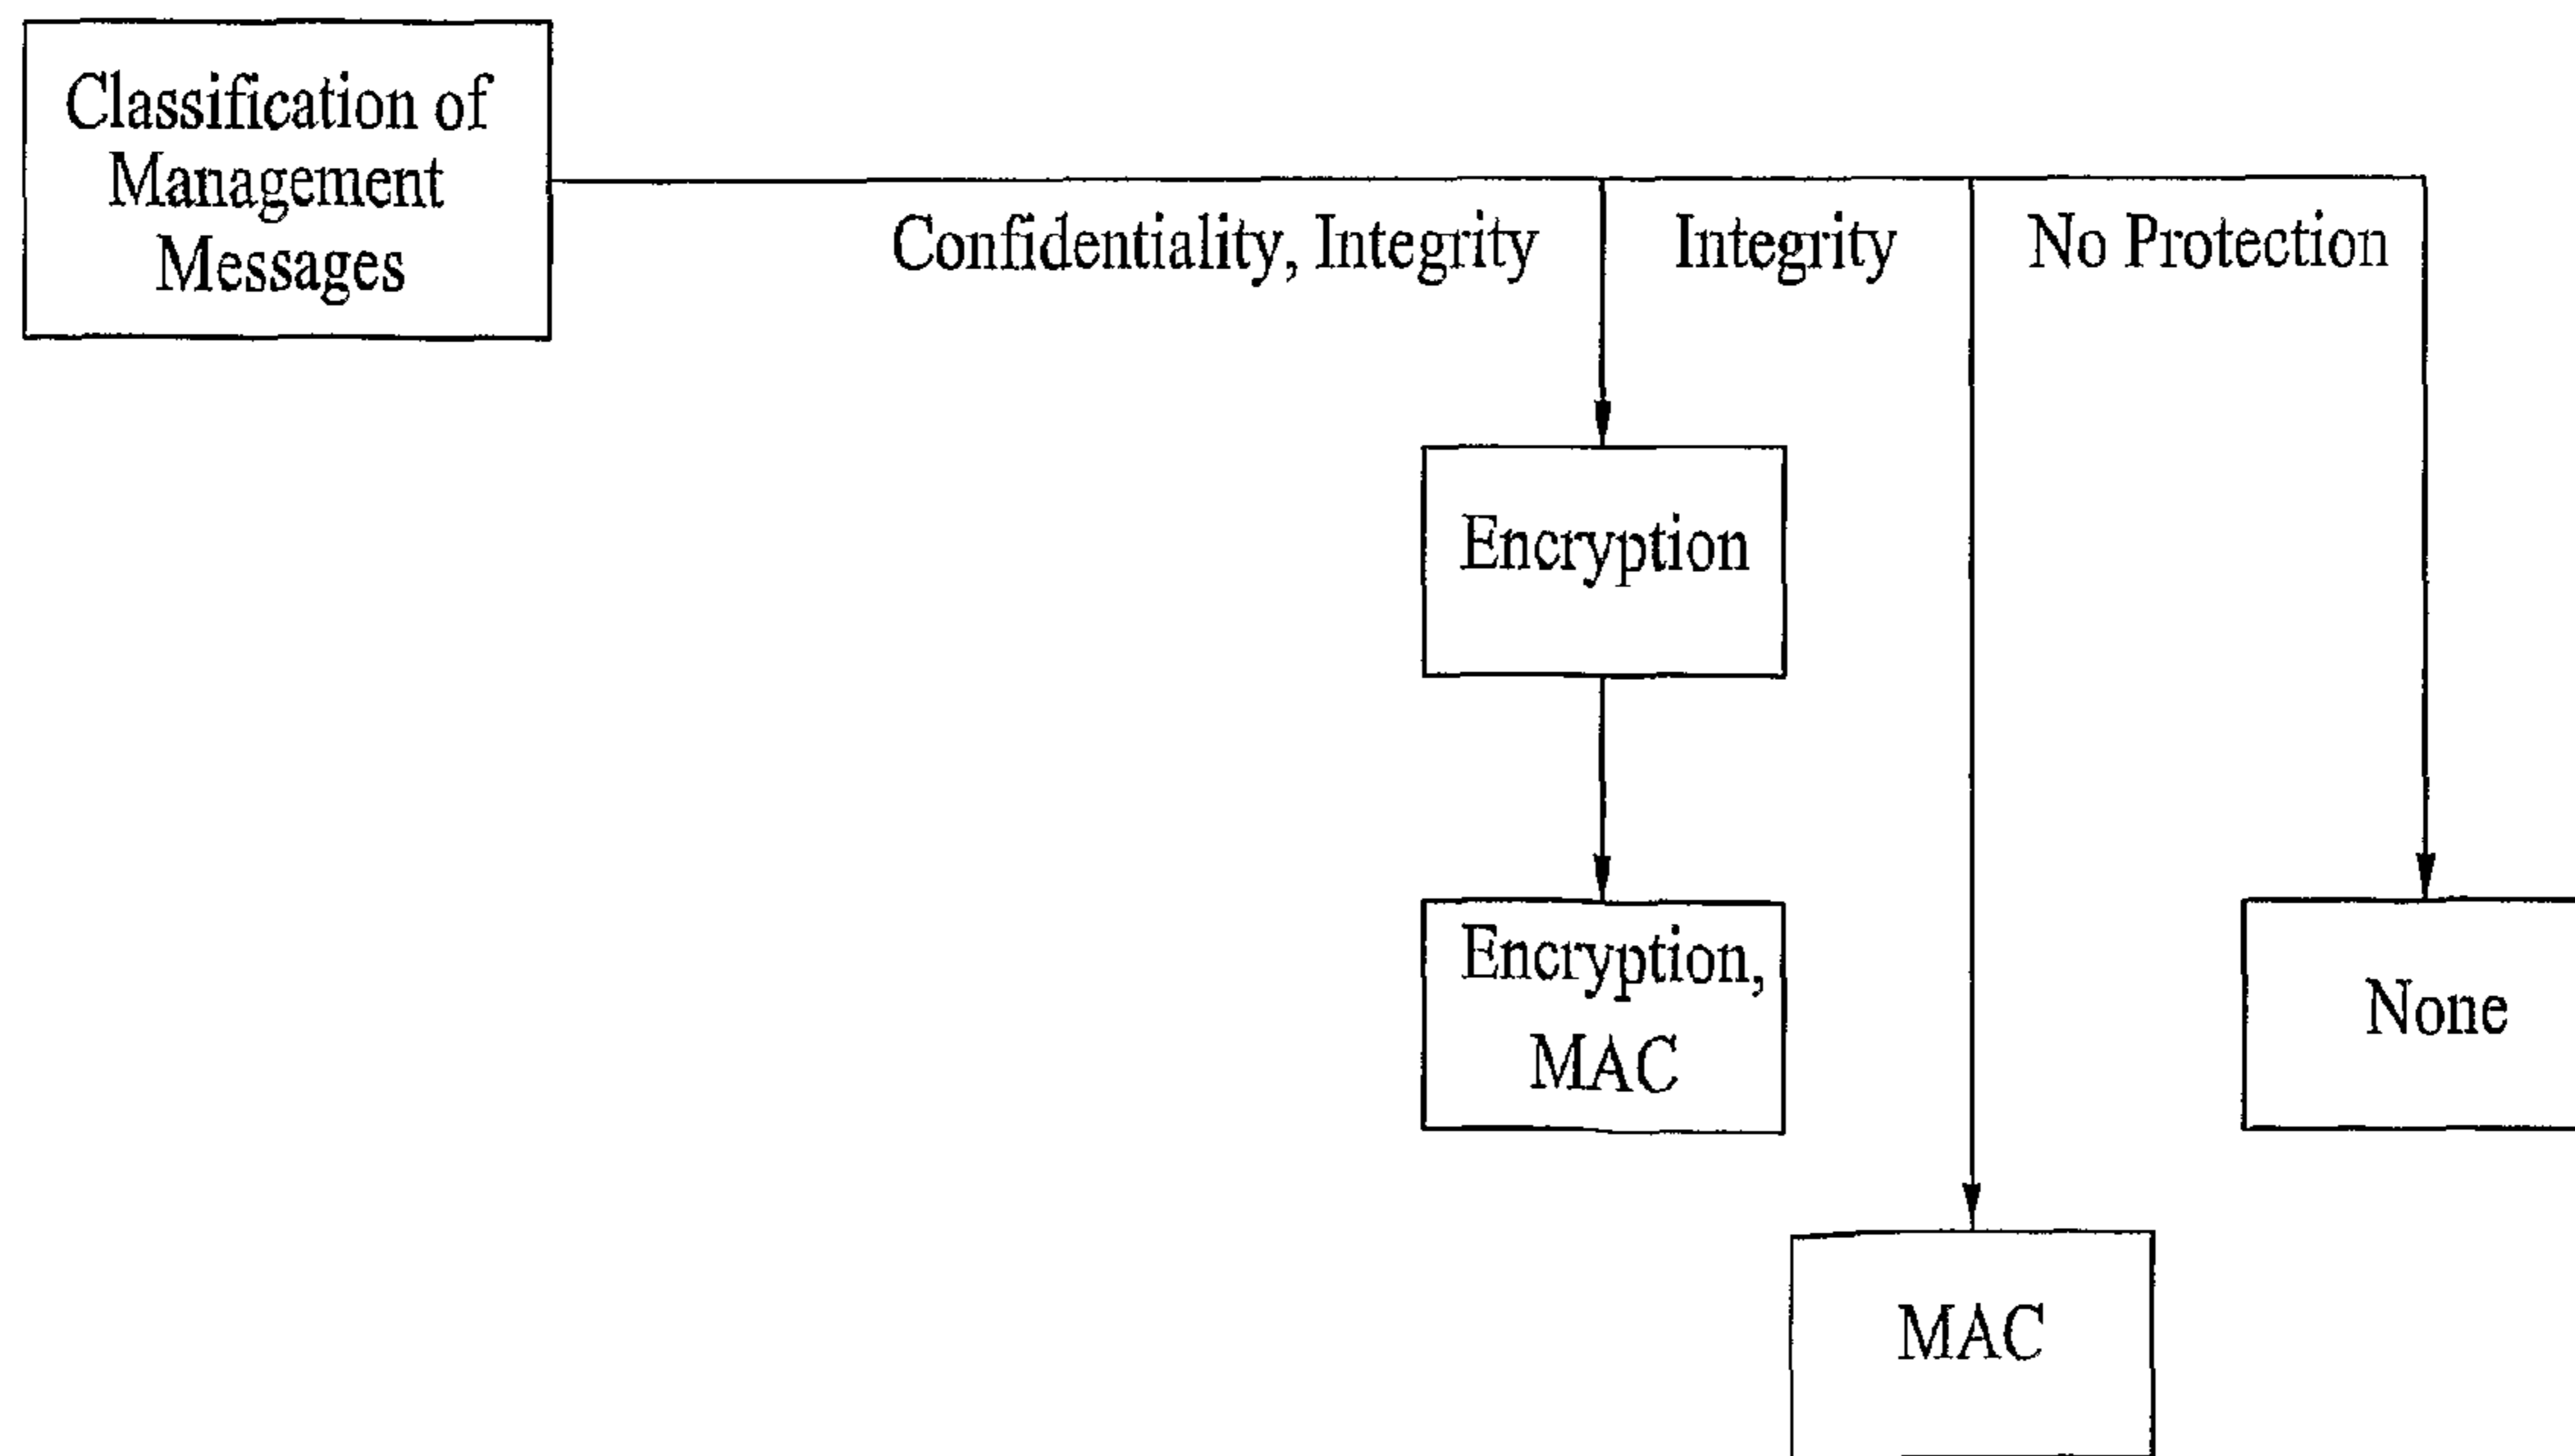 Classification of
Management
Messages
Confidentiality, Integrity
Integrity
No Protection
Encryption
Encryption,
MAC
None
MAC